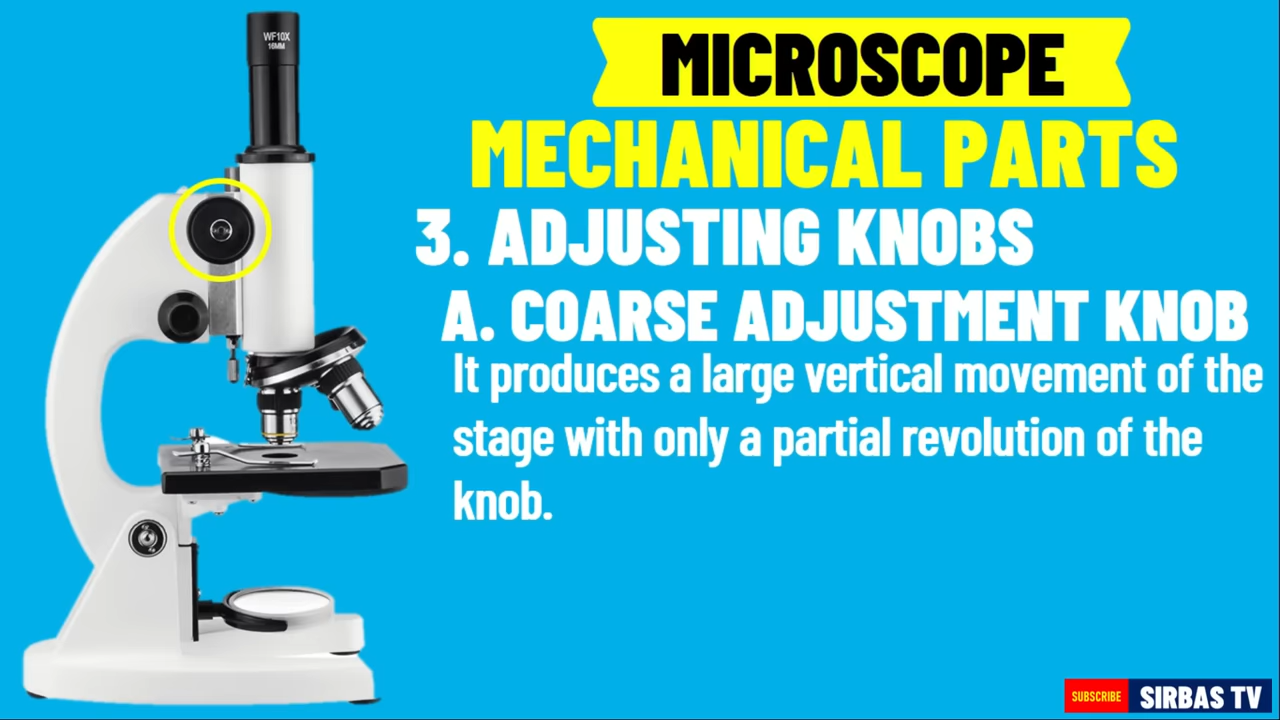 WF10X
16MM
MICROSCOPE
MECHANICAL PARTS
3. ADJUSTING KNOBS
A. COARSE ADJUSTMENT KNOB
It produces a large vertical movement of the
stage with only a partial revolution of the
knob.
SUBSCRIBE SIRBAS TV